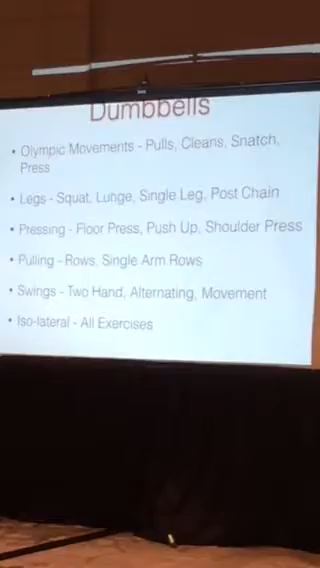 Dumbbells
• Olympic Movements - Pulls, Cleans, Snatch,
Press
• Legs - Squat, Lunge, Single Leg, Post Chain
• Pressing - Floor Press, Push Up, Shoulder Press
• Pulling - Rows, Single Arm Rows
• Swings - Two Hand, Alternating, Movement
• Iso-lateral - All Exercises